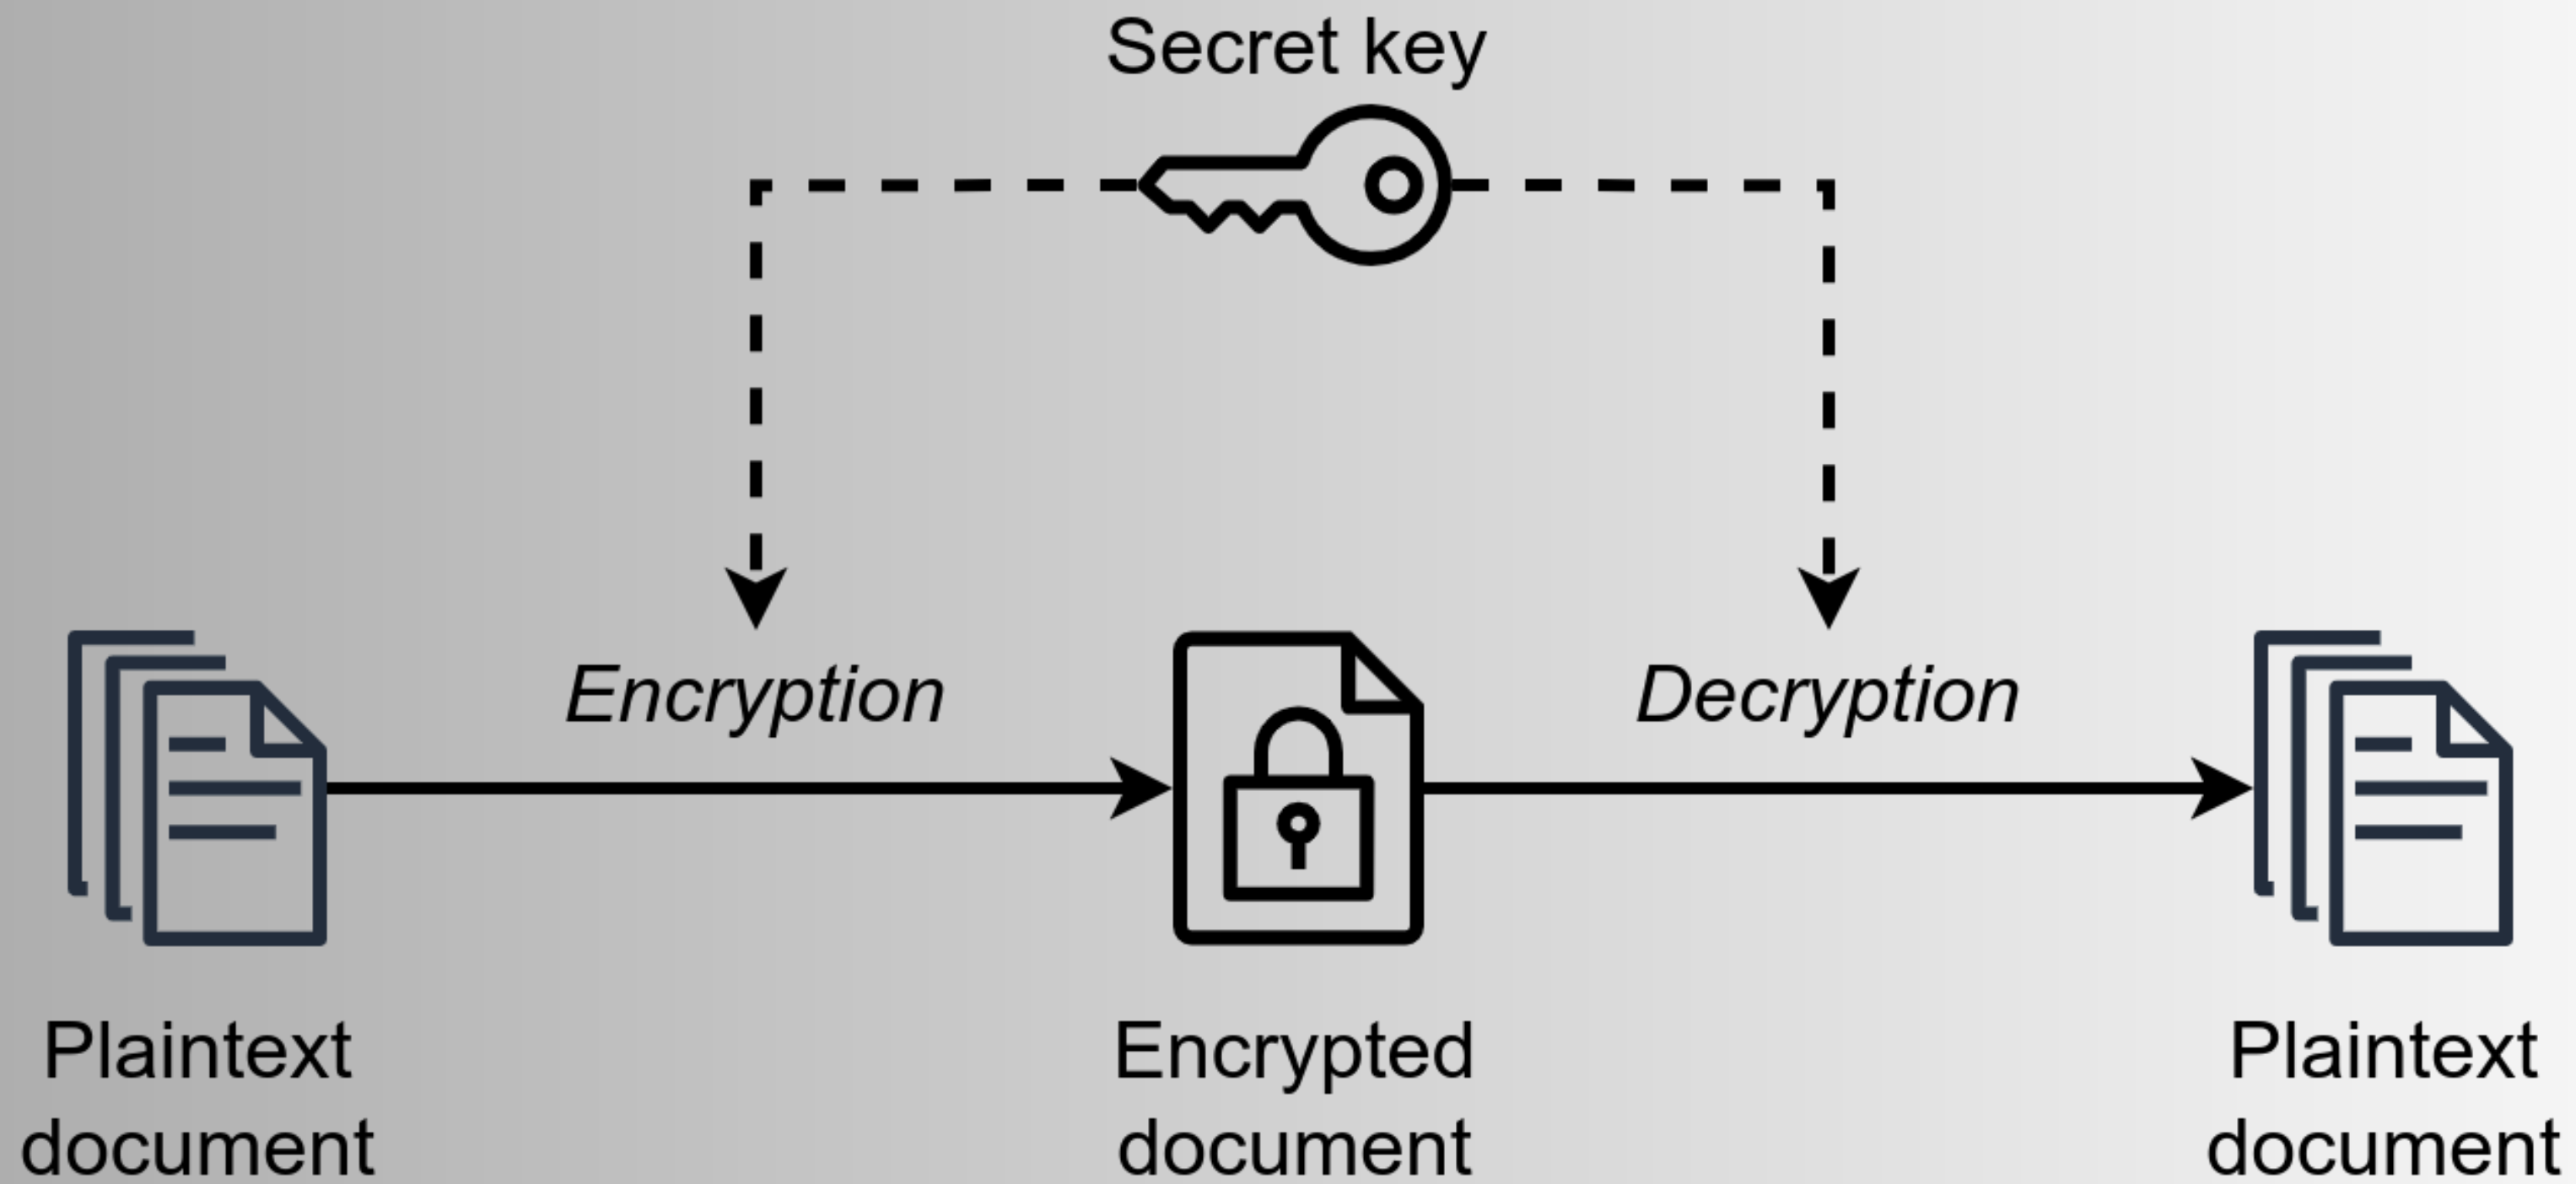 Secret key
Encryption
Decryption
Plaintext
document
Encrypted
document
Plaintext
document